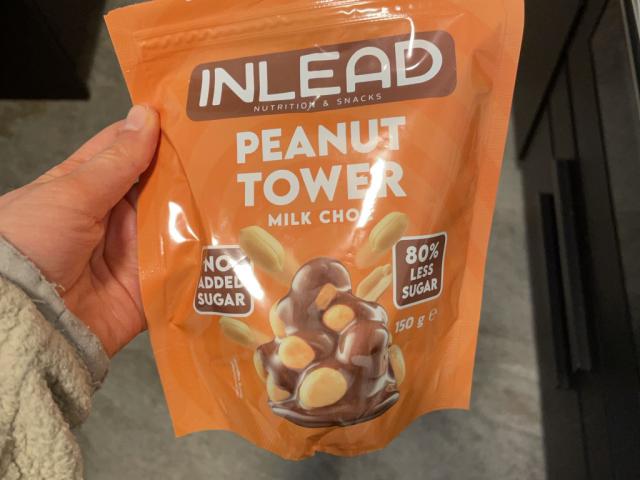 INLEAD
NUTRITION & SNACKS
PEANUT
TOWER
MILK CHOC
NO
ADDED
SUGAR
80%
LESS
SUGAR
150 g e